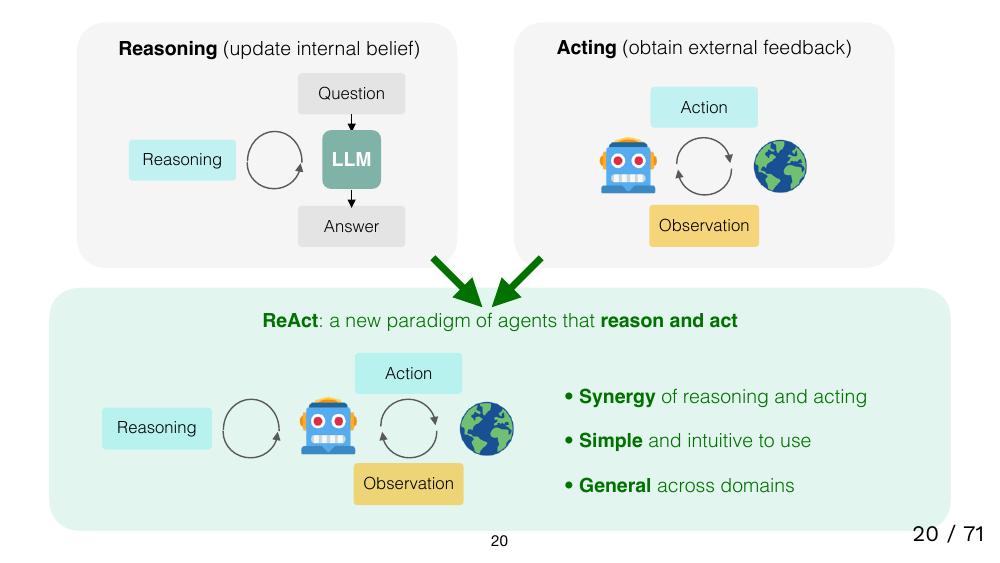 Reasoning (update internal belief)
Question
Reasoning
LLM
Answer
Acting (obtain external feedback)
Action
Observation
ReAct: a new paradigm of agents that reason and act
Action
Reasoning
Observation
• Synergy of reasoning and acting
• Simple and intuitive to use
• General across domains
20
20 / 71